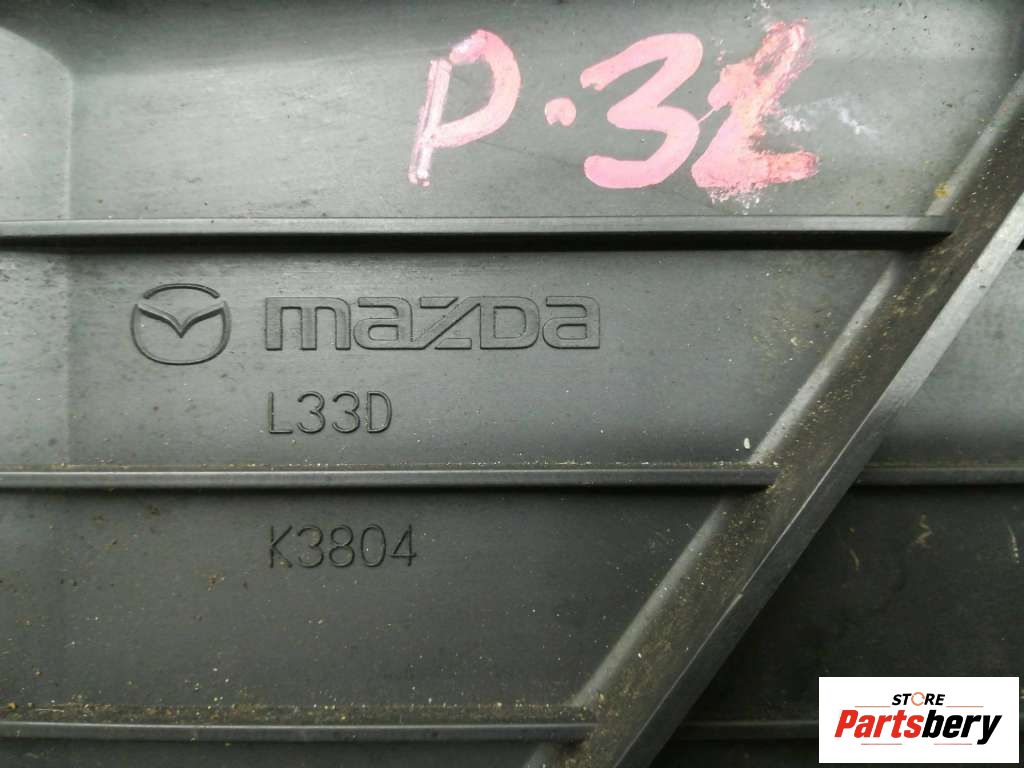 P.32
mazda
L33D
K3804
STORE
Partsbery